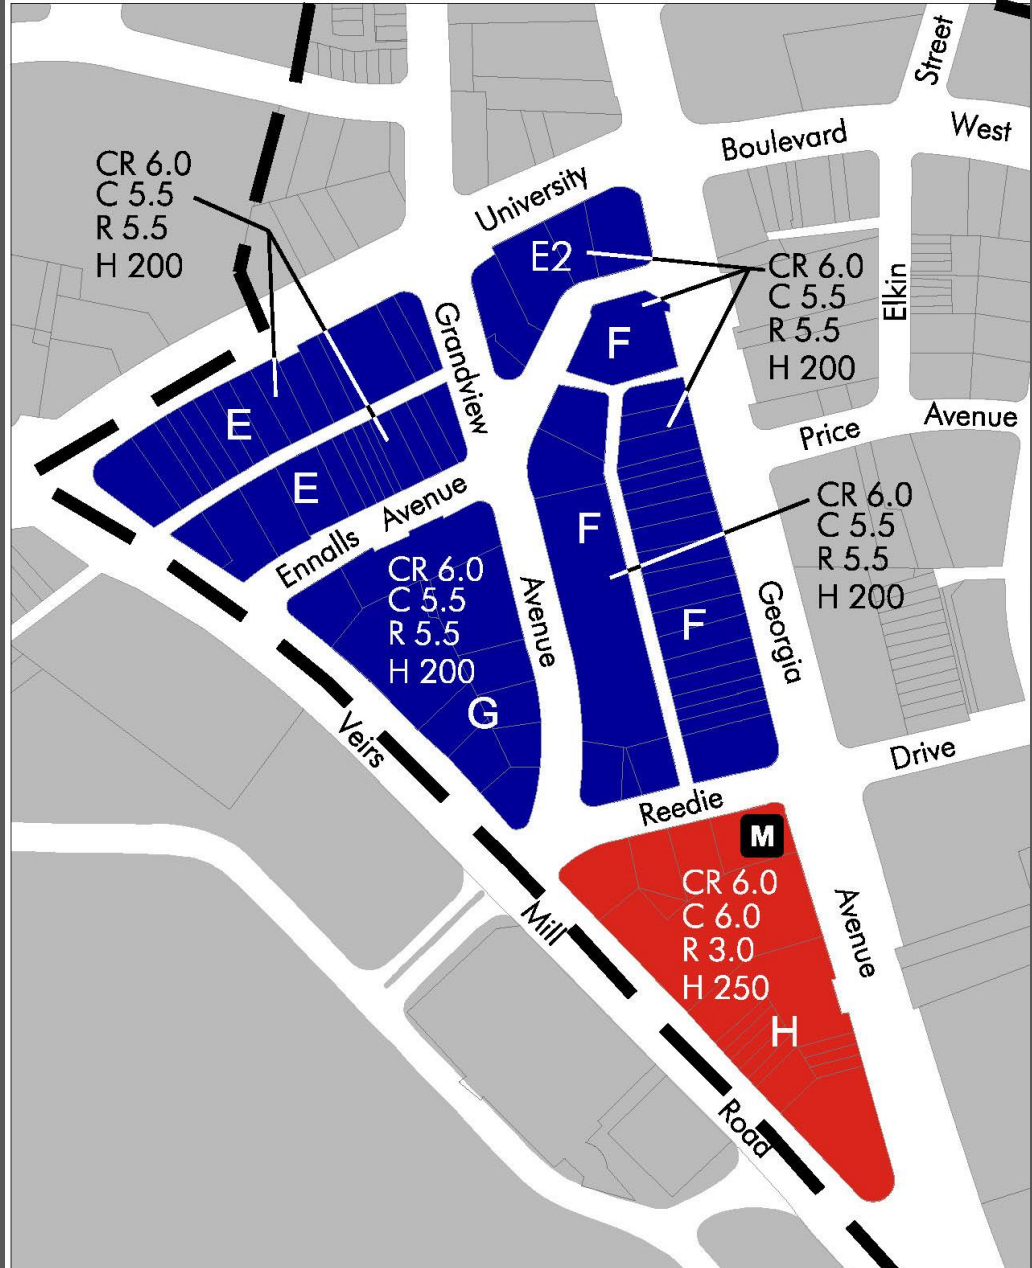 Street
Boulevard
West
CR 6.0
C 5.5
R 5.5
H 200
University
E2
CR 6.0
C 5.5
R 5.5
H 200
Elkin
Grandview
F
E
Price
Avenue
E
Avenue
Ennalls
F
CR 6.0
C 5.5
R 5.5
H 200
CR 6.0
C 5.5
R 5.5
H 200
Avenue
F
Georgia
G
Veirs
Drive
Reedie
M
CR 6.0
C 6.0
R 3.0
H 250
Mill
Avenue
H
Road